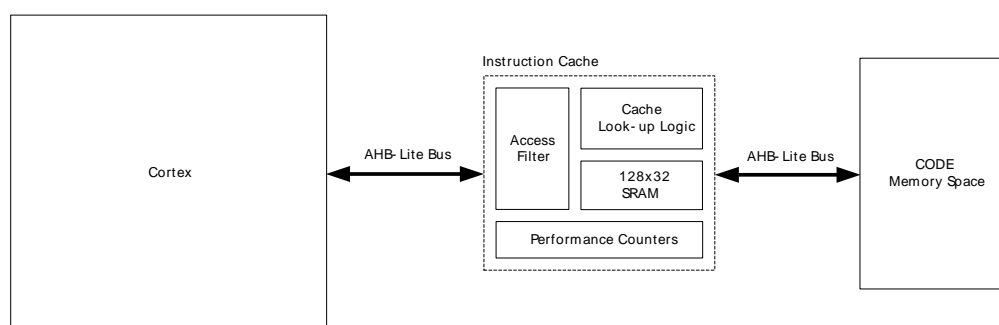 Instruction Cache
Cache
Look-up Logic
Access
Filter
AHB-Lite Bus
AHB-Lite Bus
Cortex
128x32
SRAM
CODE
Memory Space
Performance Counters